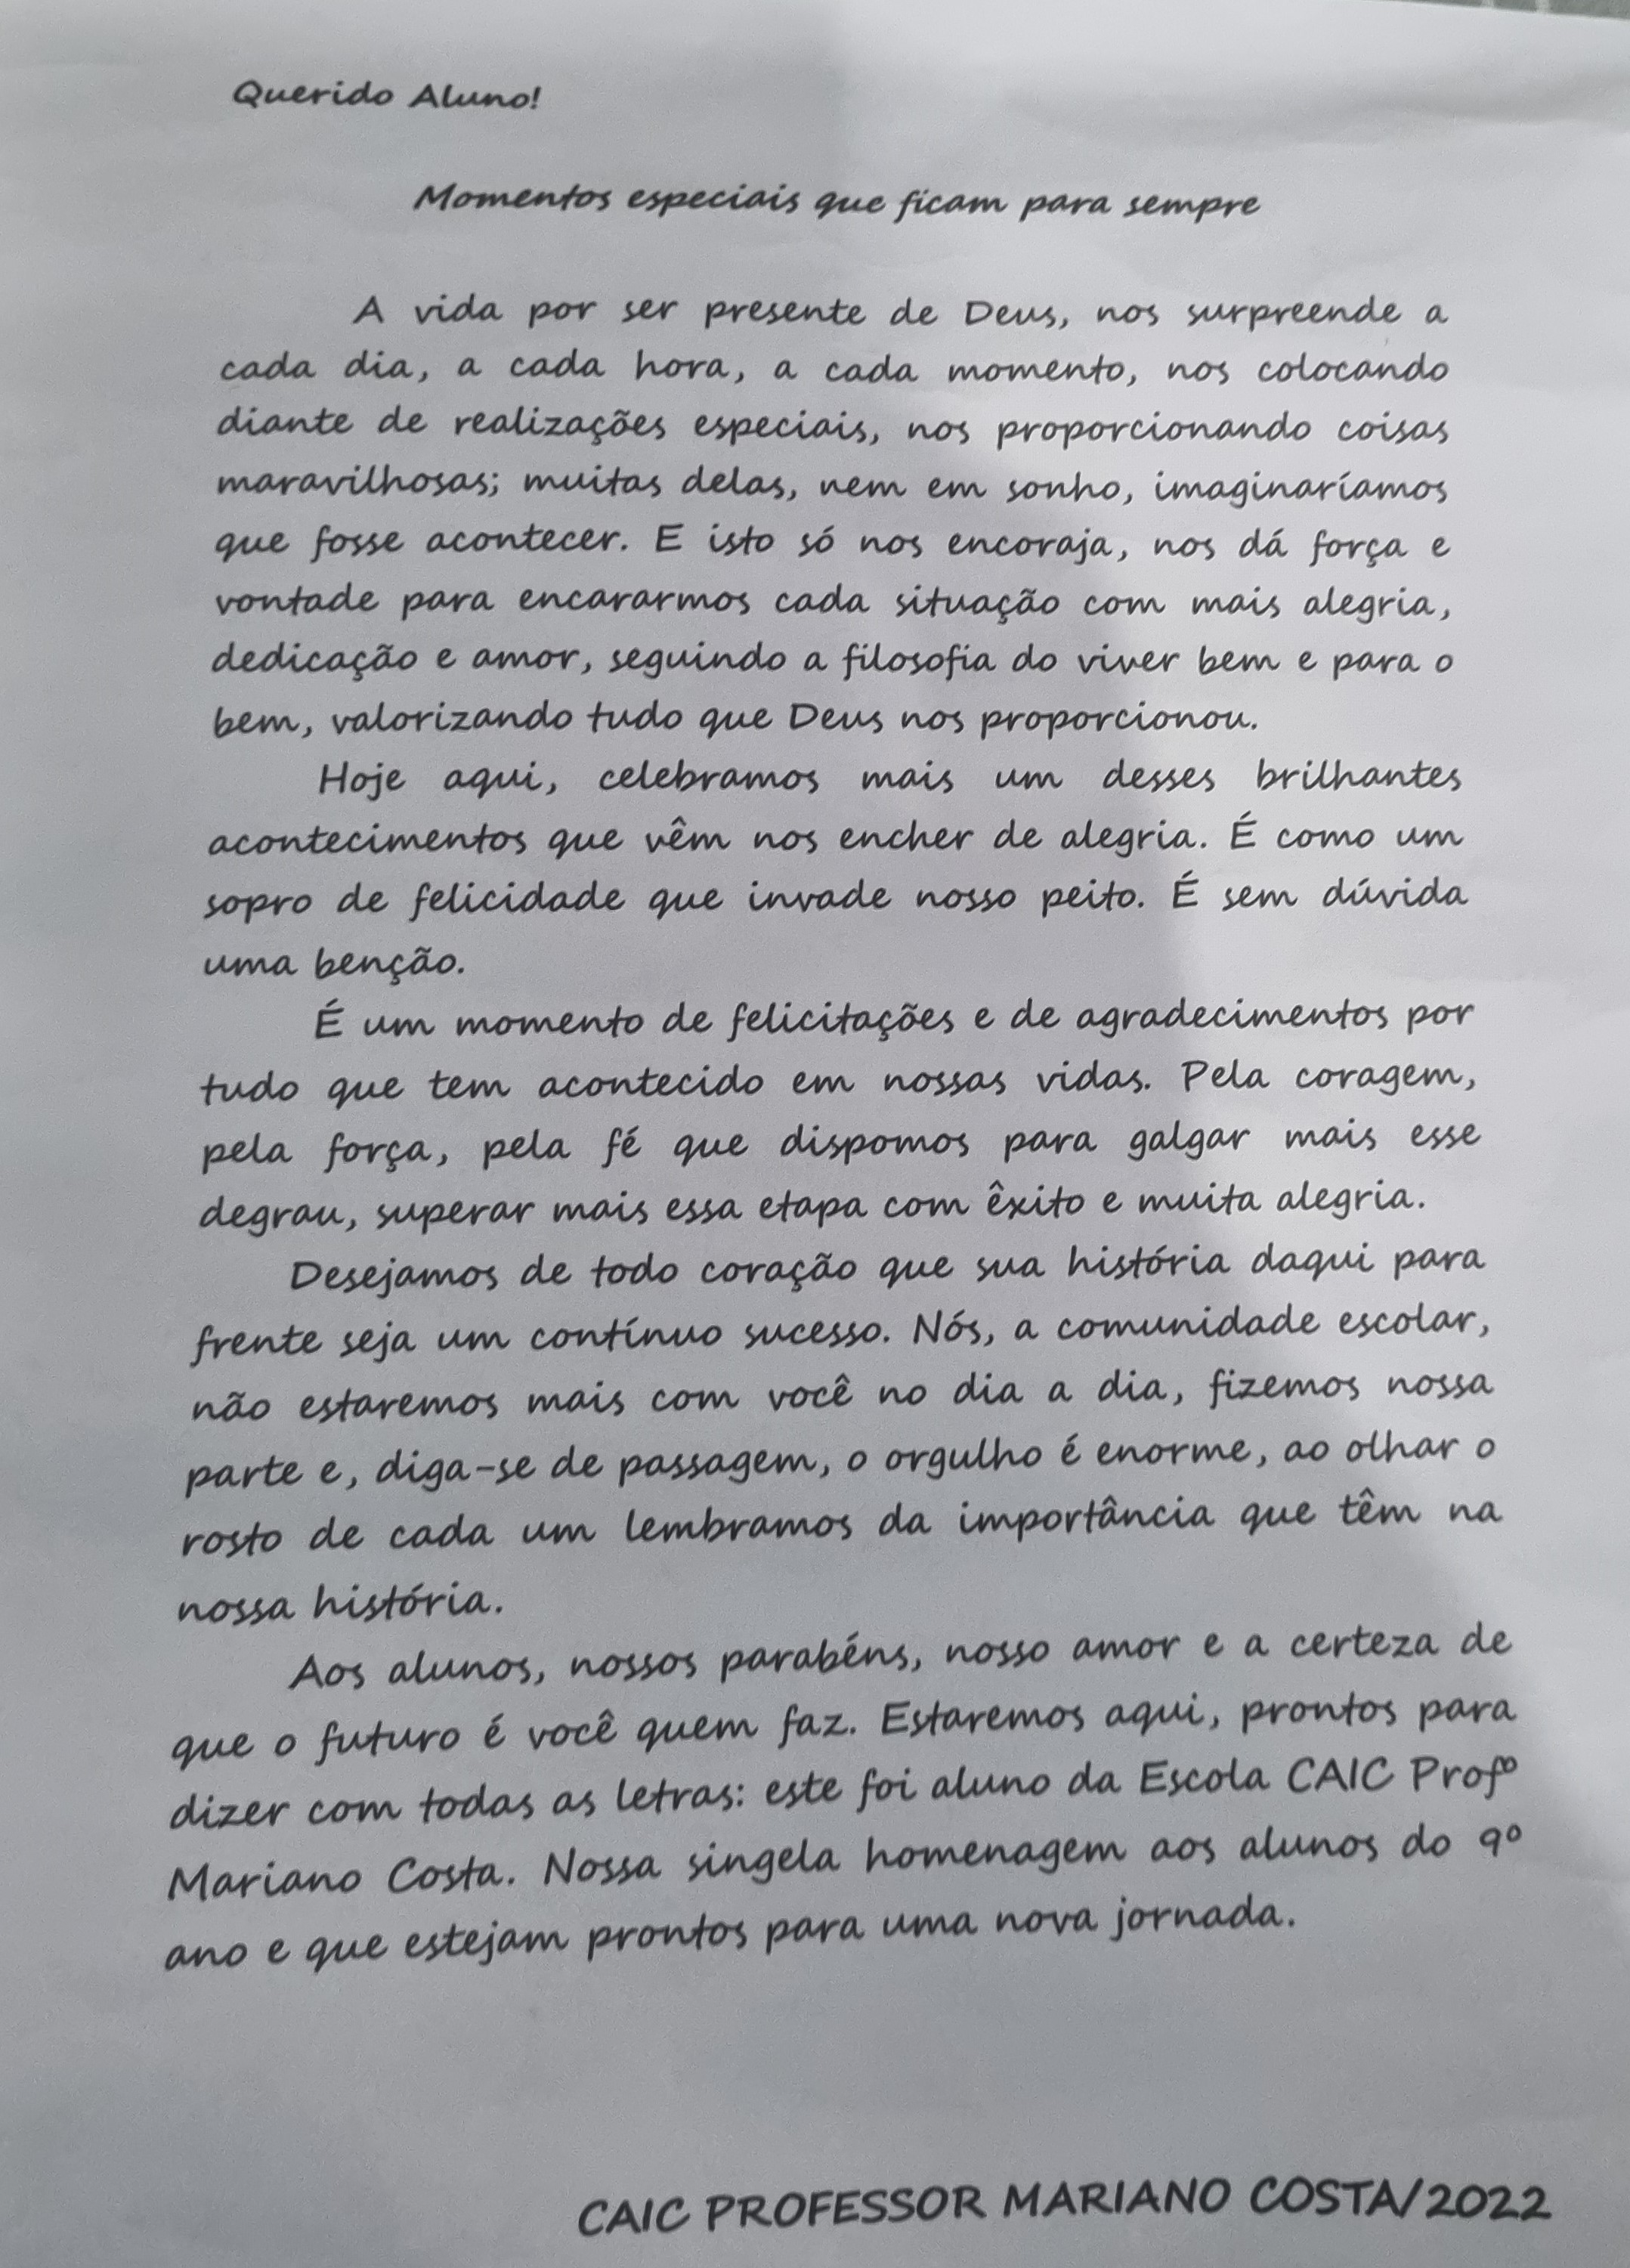 Querido Aluno!
Momentos especiais que ficam para sempre
A vida por ser presente de Deus, nos surpreende a
cada dia, a cada hora, a cada momento, nos colocando
diante de realizações especiais, nos proporcionando coisas
maravilhosas; muitas delas, nem em sonho, imaginaríamos
que fosse acontecer. E isto só nos encoraja, nos dá força e
vontade para encararmos cada situação com mais alegria,
dedicação e amor, seguindo a filosofia do viver bem e para o
bem, valorizando tudo que Deus nos proporcionou.
Hoje aqui, celebramos mais um desses brilhantes
acontecimentos que vêm nos encher de alegria. É como um
sopro de felicidade que invade nosso peito. É sem dúvida
uma benção.
É um momento de felicitações e de agradecimentos por
tudo que tem acontecido em nossas vidas. Pela coragem,
pela força, pela fé que dispomos para galgar mais esse
degrau, superar mais essa etapa com êxito e muita alegria.
Desejamos de todo coração que sua história daqui para
frente seja um contínuo sucesso. Nós, a comunidade escolar,
não estaremos mais com você no dia a dia, fizemos nossa
parte e, diga-se de passagem, o orgulho é enorme, ao olhar o
rosto de cada um lembramos da importância que têm na
nossa história.
Aos alunos, nossos parabéns, nosso amor e a certeza de
que o futuro é você quem faz. Estaremos aqui, prontos para
dizer com todas as letras: este foi aluno da Escola CAIC Profº
Mariano Costa. Nossa singela homenagem aos alunos do 9º
ano e que estejam prontos para uma nova jornada.
CAIC PROFESSOR MARIANO COSTA/2022